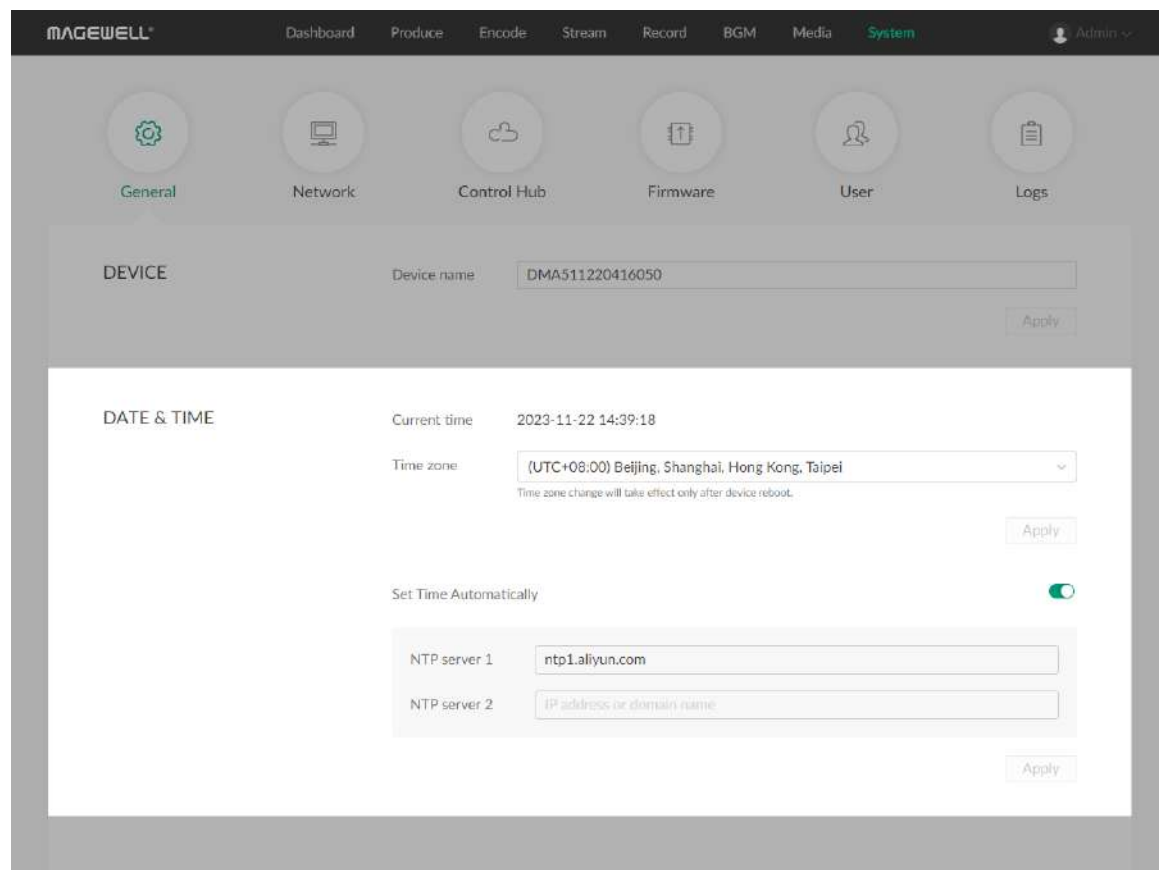 MAGEWELL® Dashboard Produce Encode Stream Record BGM Media System Admin
General Network Control Hub Firmware User Logs
DEVICE Device name DMA511220416050
Apply
DATE & TIME Current time 2023-11-22 14:39:18
Time zone (UTC+08:00) Beijing, Shanghai, Hong Kong, Taipei
Time zone change will take effect only after device reboot.
Apply
Set Time Automatically
NTP server 1 ntp1.aliyun.com
NTP server 2 IP address or domain name
Apply